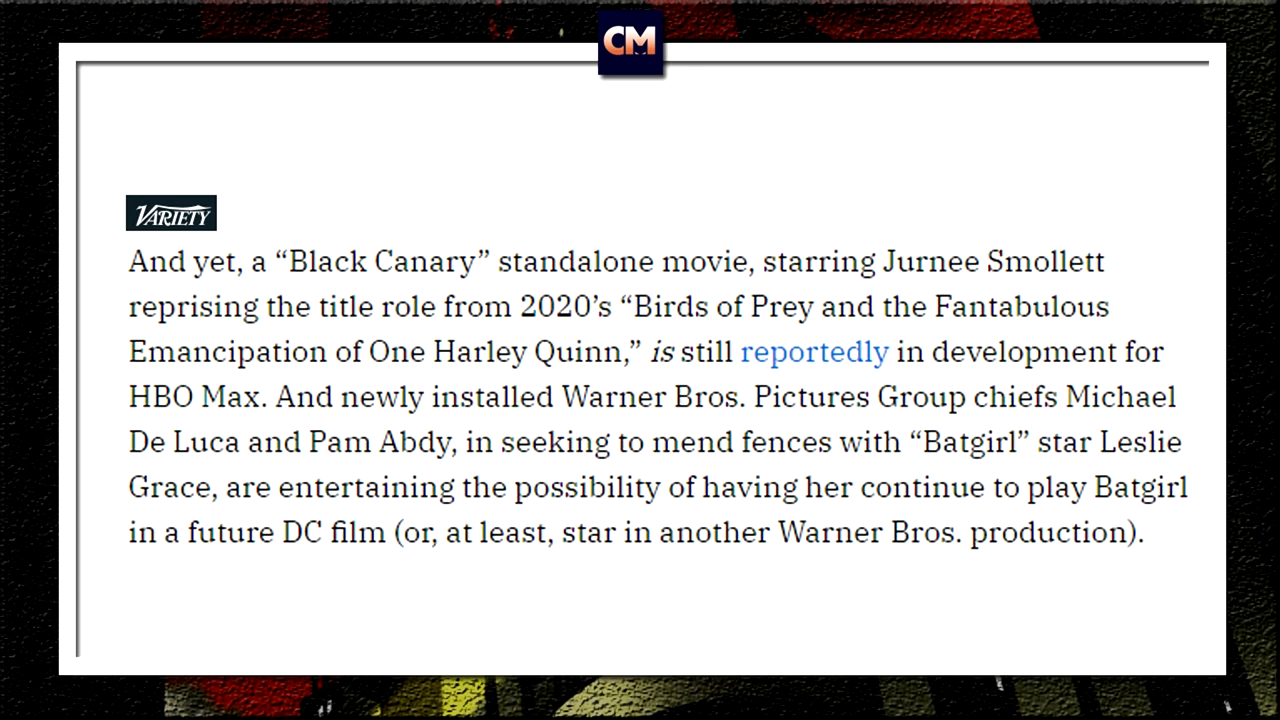 CM
VARIETY
And yet, a “Black Canary” standalone movie, starring Jurnee Smollett
reprising the title role from 2020’s “Birds of Prey and the Fantabulous
Emancipation of One Harley Quinn,” is still reportedly in development for
HBO Max. And newly installed Warner Bros. Pictures Group chiefs Michael
De Luca and Pam Abdy, in seeking to mend fences with “Batgirl” star Leslie
Grace, are entertaining the possibility of having her continue to play Batgirl
in a future DC film (or, at least, star in another Warner Bros. production).